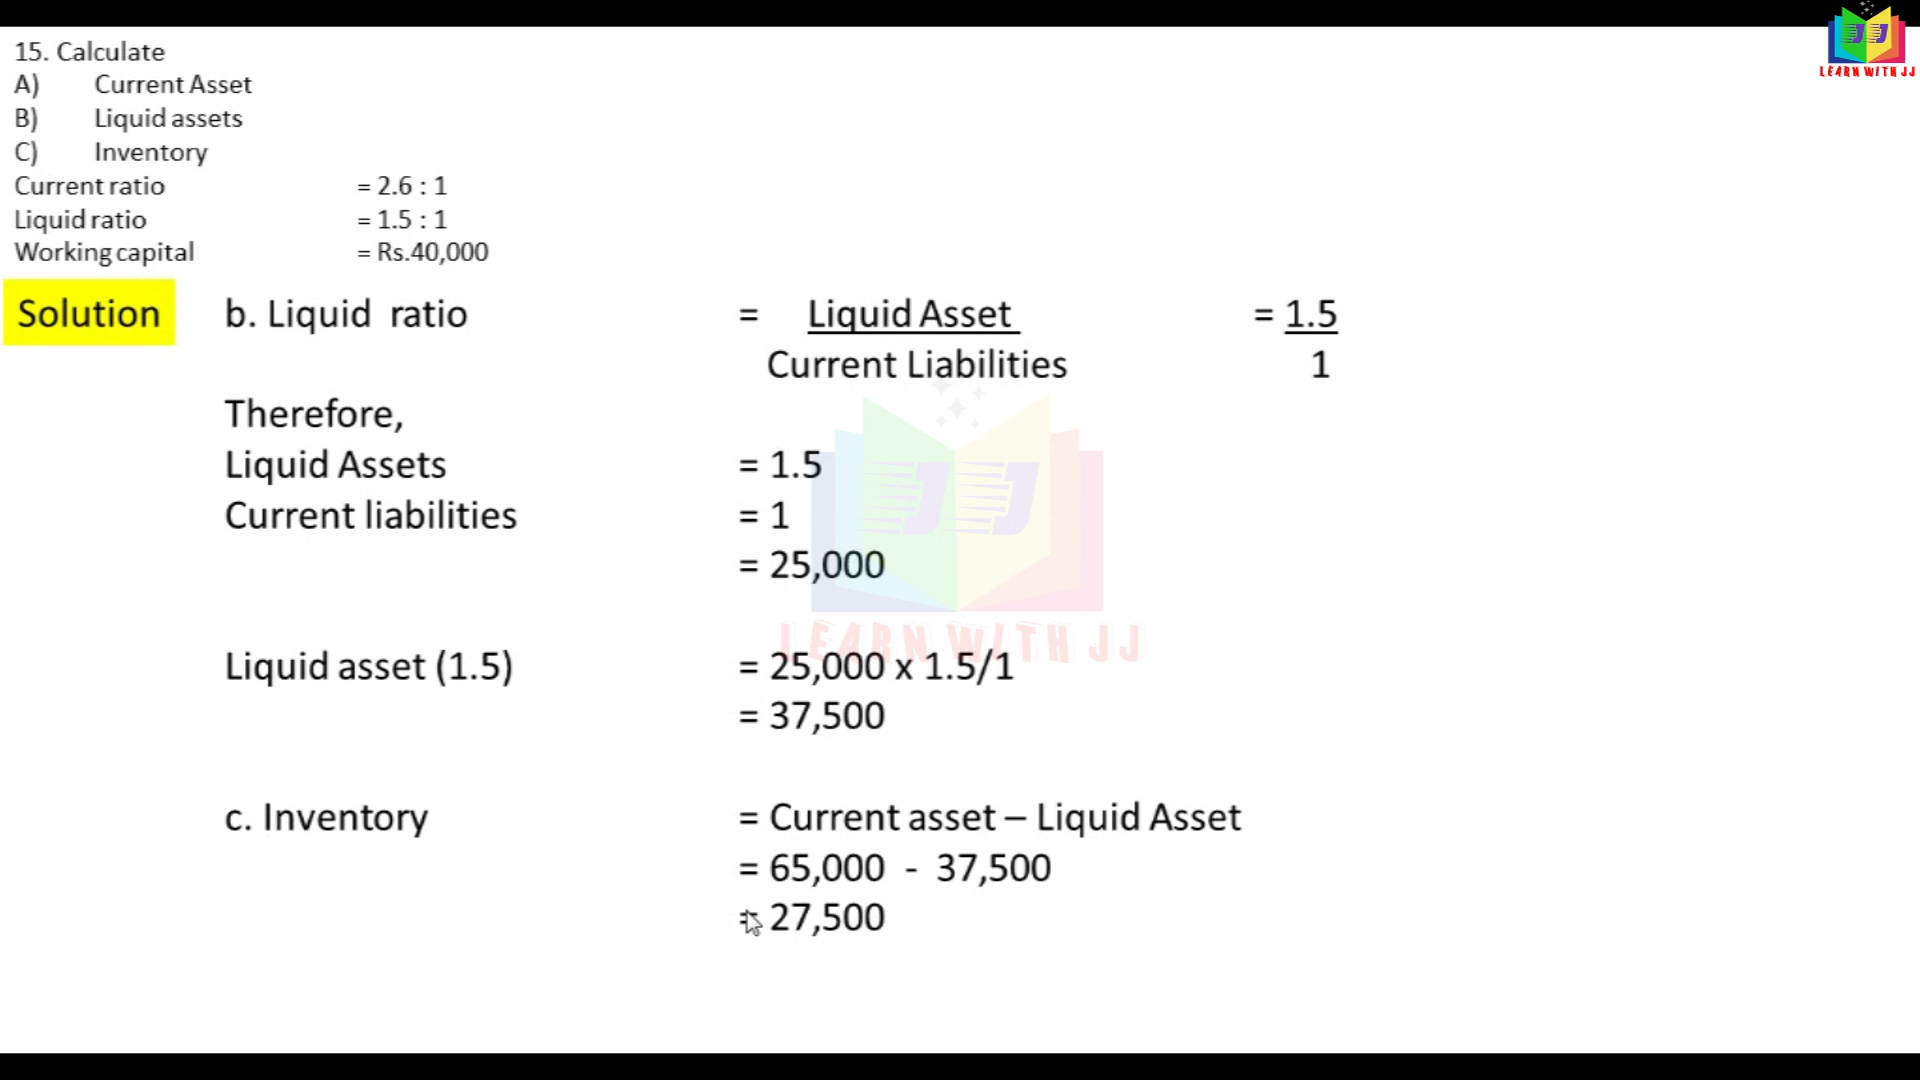 LEARN WITH JJ
15. Calculate
A) Current Asset
B) Liquid assets
C) Inventory
Current ratio = 2.6 : 1
Liquid ratio = 1.5 : 1
Working capital = Rs.40,000
Solution b. Liquid ratio = Liquid Asset = 1.5
Current Liabilities 1
Therefore,
Liquid Assets = 1.5
Current liabilities = 1
= 25,000
LEARN WITH JJ
Liquid asset (1.5) = 25,000 x 1.5/1
= 37,500
c. Inventory = Current asset – Liquid Asset
= 65,000 - 37,500
= 27,500